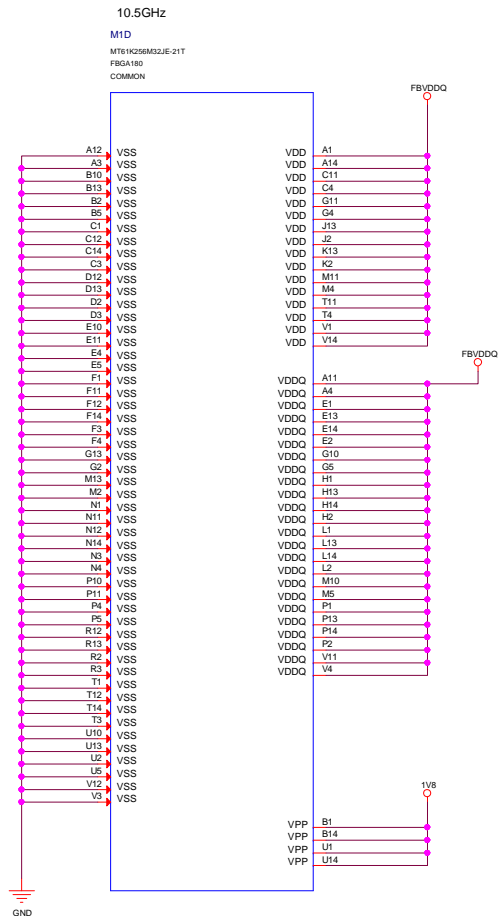 10.5GHz
M1D
MT61K256M32JE-21T
FBGA180
COMMON
FBVDDQ
A12 VSS VDD A1
A3 VSS VDD A14
B10 VSS VDD C11
B13 VSS VDD C4
B2 VSS VDD G11
B5 VSS VDD G4
C1 VSS VDD J13
C12 VSS VDD J2
C14 VSS VDD K13
C3 VSS VDD K2
D12 VSS VDD M11
D13 VSS VDD M4
D2 VSS VDD T11
D3 VSS VDD T4
E10 VSS VDD V1
E11 VSS VDD V14
E4 VSS
FBVDDQ
E5 VSS
F1 VSS VDDQ A11
F11 VSS VDDQ A4
F12 VSS VDDQ E1
F14 VSS VDDQ E13
F3 VSS VDDQ E14
F4 VSS VDDQ E2
G13 VSS VDDQ G10
G2 VSS VDDQ G5
M13 VSS VDDQ H1
M2 VSS VDDQ H13
N1 VSS VDDQ H14
N11 VSS VDDQ H2
N12 VSS VDDQ L1
N14 VSS VDDQ L13
N3 VSS VDDQ L14
N4 VSS VDDQ L2
P10 VSS VDDQ M10
P11 VSS VDDQ M5
P4 VSS VDDQ P1
P5 VSS VDDQ P13
R12 VSS VDDQ P14
R13 VSS VDDQ P2
R2 VSS VDDQ V11
R3 VSS VDDQ V4
T1 VSS
T12 VSS
T14 VSS
T3 VSS
U10 VSS
U13 VSS
U2 VSS
U5 VSS
1V8
V12 VSS
V3 VSS
VPP B1
VPP B14
VPP U1
VPP U14
GND